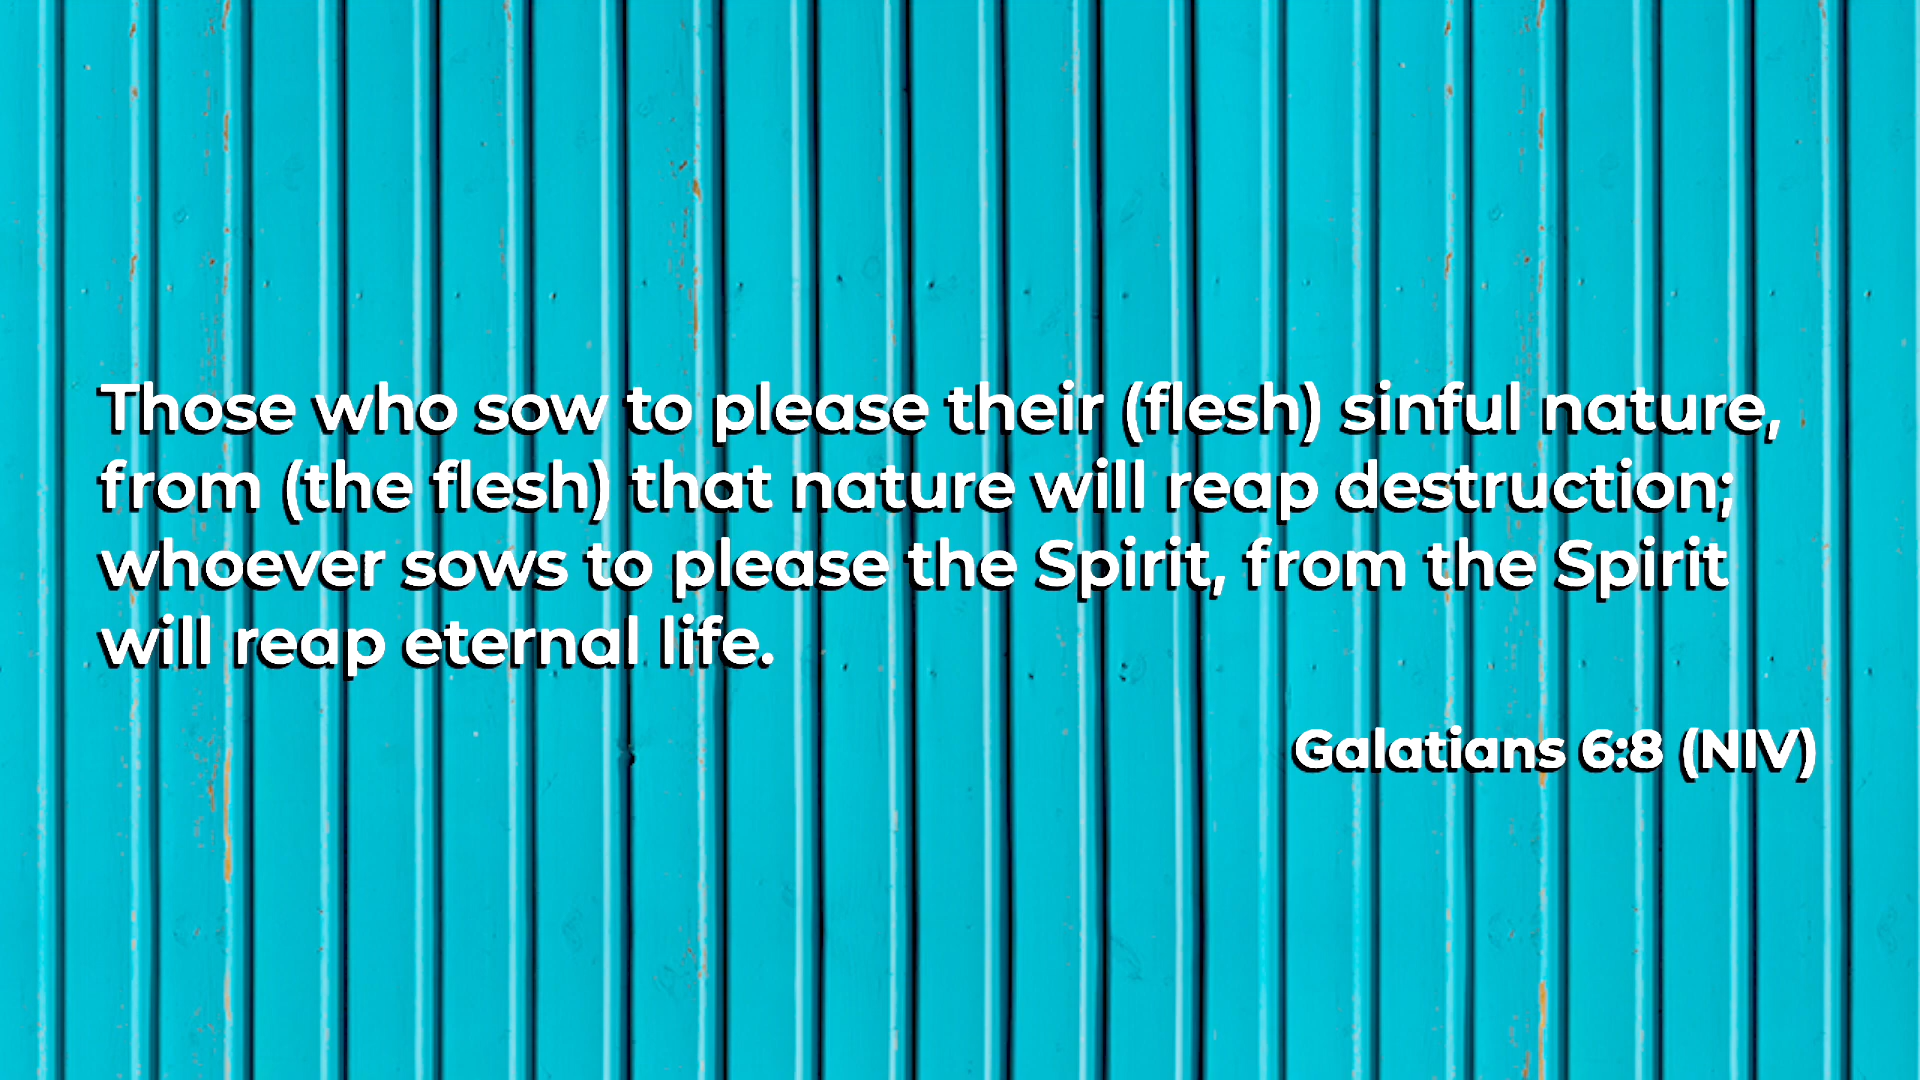 Those who sow to please their (flesh) sinful nature,
from (the flesh) that nature will reap destruction;
whoever sows to please the Spirit, from the Spirit
will reap eternal life.
Galatians 6:8 (NIV)